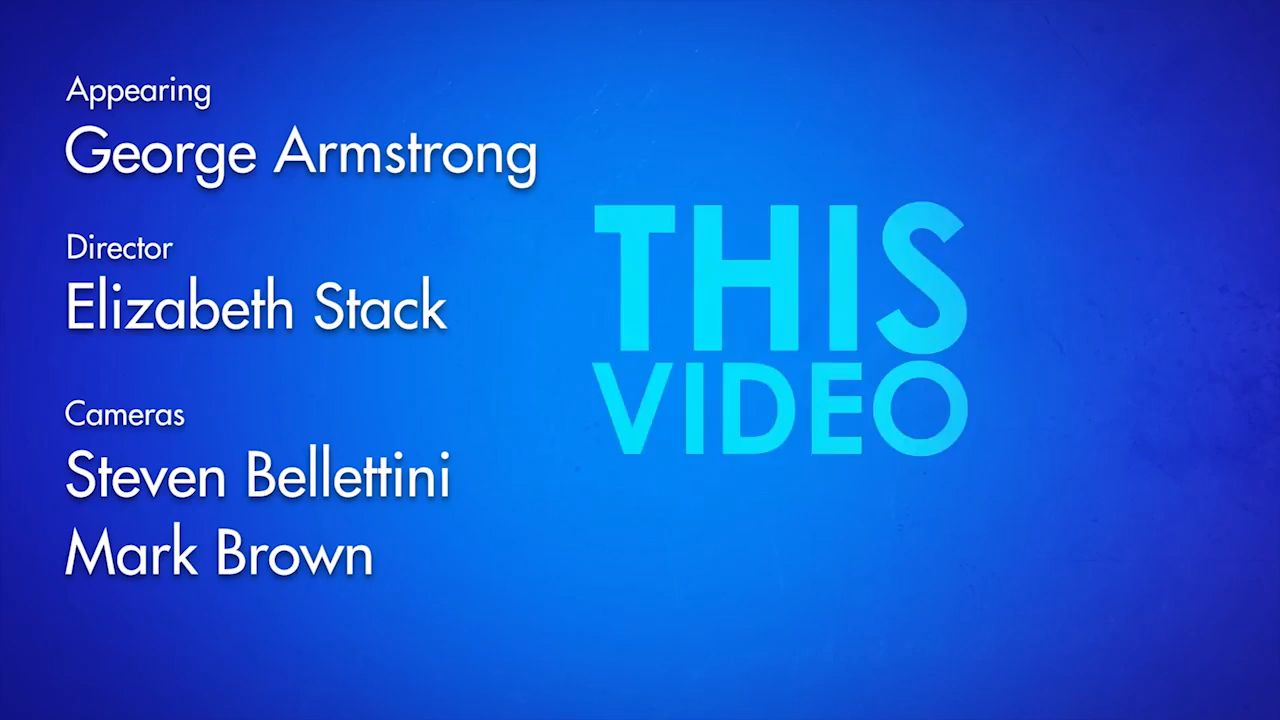 Appearing
George Armstrong
Director
Elizabeth Stack
Cameras
Steven Bellettini
Mark Brown
THIS
VIDEO